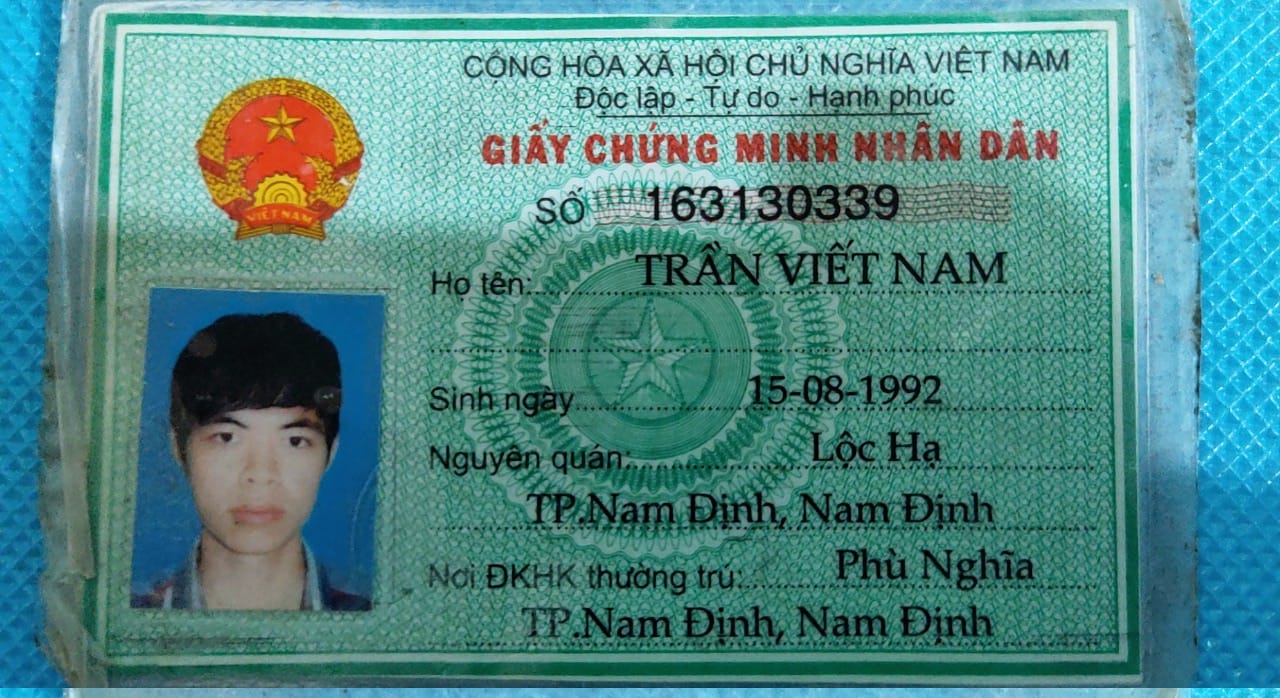 CỘNG HÒA XÃ HỘI CHỦ NGHĨA VIỆT NAM
Độc lập - Tự do - Hạnh phúc
GIẤY CHỨNG MINH NHÂN DÂN
SỐ 163130339
Họ tên: TRẦN VIẾT NAM
Sinh ngày 15-08-1992
Nguyên quán: Lộc Hạ
TP.Nam Định, Nam Định
Nơi ĐKHK thường trú: Phù Nghĩa
TP.Nam Định, Nam Định
VIỆT NAM